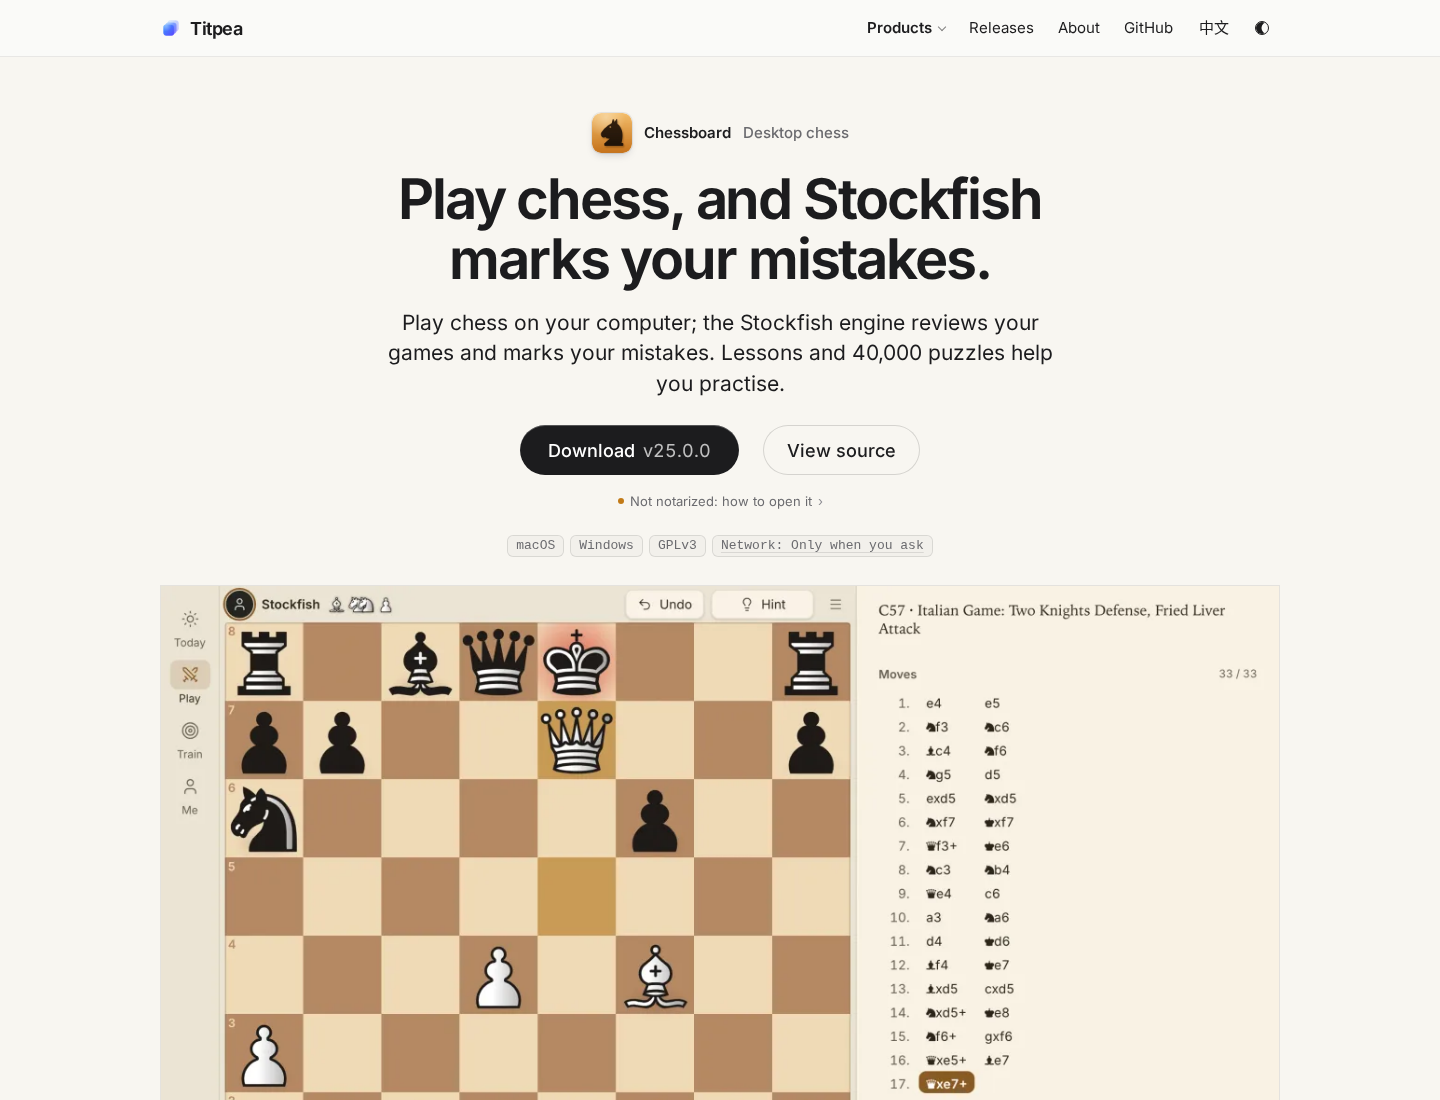 Titpea
Products
Releases
About
GitHub
中文
Chessboard Desktop chess
Play chess, and Stockfish
marks your mistakes.
Play chess on your computer; the Stockfish engine reviews your
games and marks your mistakes. Lessons and 40,000 puzzles help
you practise.
Download v25.0.0
View source
Not notarized: how to open it ›
macOS
Windows
GPLv3
Network: Only when you ask
Today
Play
Train
Me
Stockfish
Undo
Hint
8
7
6
5
4
3
C57 · Italian Game: Two Knights Defense, Fried Liver
Attack
Moves 33 / 33
1. e4 e5
2. ♞f3 ♞c6
3. ♝c4 ♞f6
4. ♞g5 d5
5. exd5 ♞xd5
6. ♞xf7 ♚xf7
7. ♛f3+ ♚e6
8. ♞c3 ♞b4
9. ♛e4 c6
10. a3 ♞a6
11. d4 ♚d6
12. ♝f4 ♚e7
13. ♝xd5 cxd5
14. ♞xd5+ ♚e8
15. ♞f6+ gxf6
16. ♛xe5+ ♝e7
17. ♛xe7+